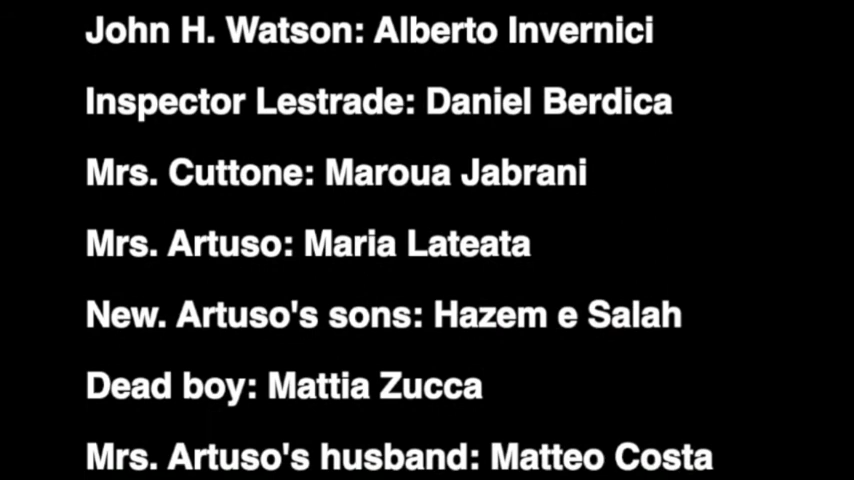 John H. Watson: Alberto Invernici
Inspector Lestrade: Daniel Berdica
Mrs. Cuttone: Maroua Jabrani
Mrs. Artuso: Maria Lateata
New. Artuso's sons: Hazem e Salah
Dead boy: Mattia Zucca
Mrs. Artuso's husband: Matteo Costa